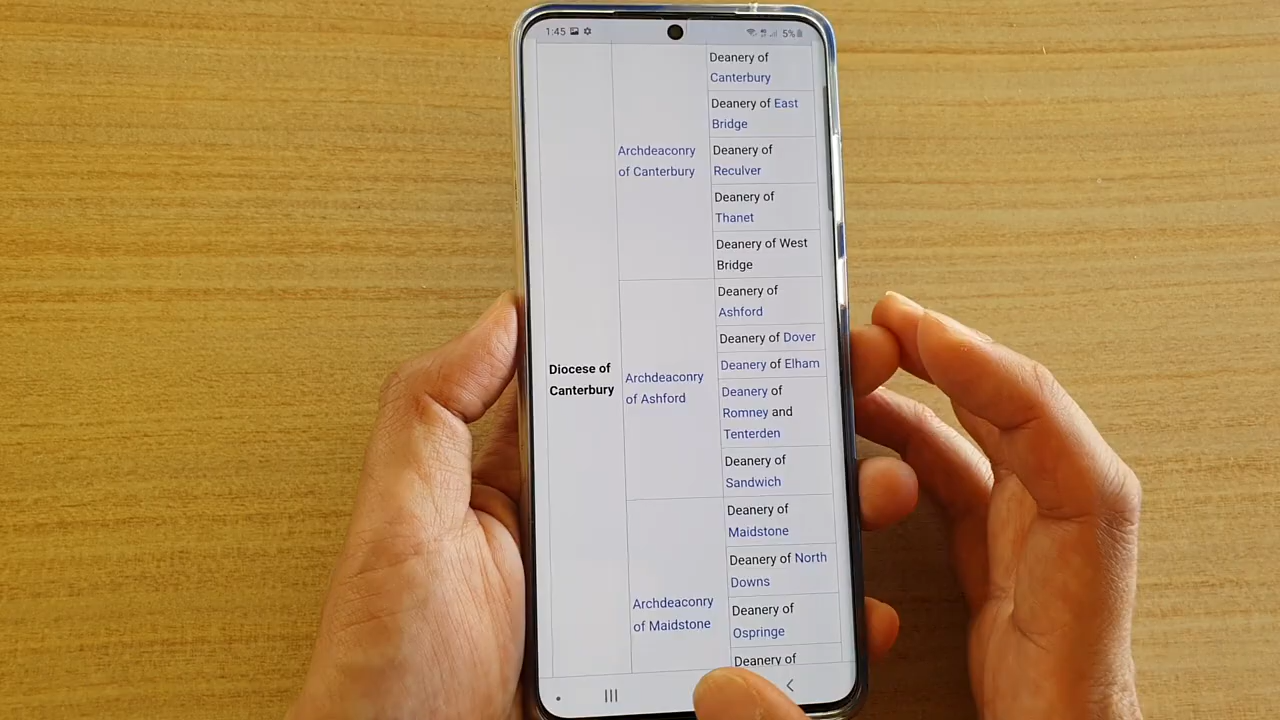 1:45
5%
Deanery of
Canterbury
Deanery of East
Bridge
Archdeaconry
of Canterbury
Deanery of
Reculver
Deanery of
Thanet
Deanery of West
Bridge
Diocese of
Canterbury
Archdeaconry
of Ashford
Deanery of
Ashford
Deanery of Dover
Deanery of Elham
Deanery of
Romney and
Tenterden
Deanery of
Sandwich
Archdeaconry
of Maidstone
Deanery of
Maidstone
Deanery of North
Downs
Deanery of
Ospringe
Deanery of